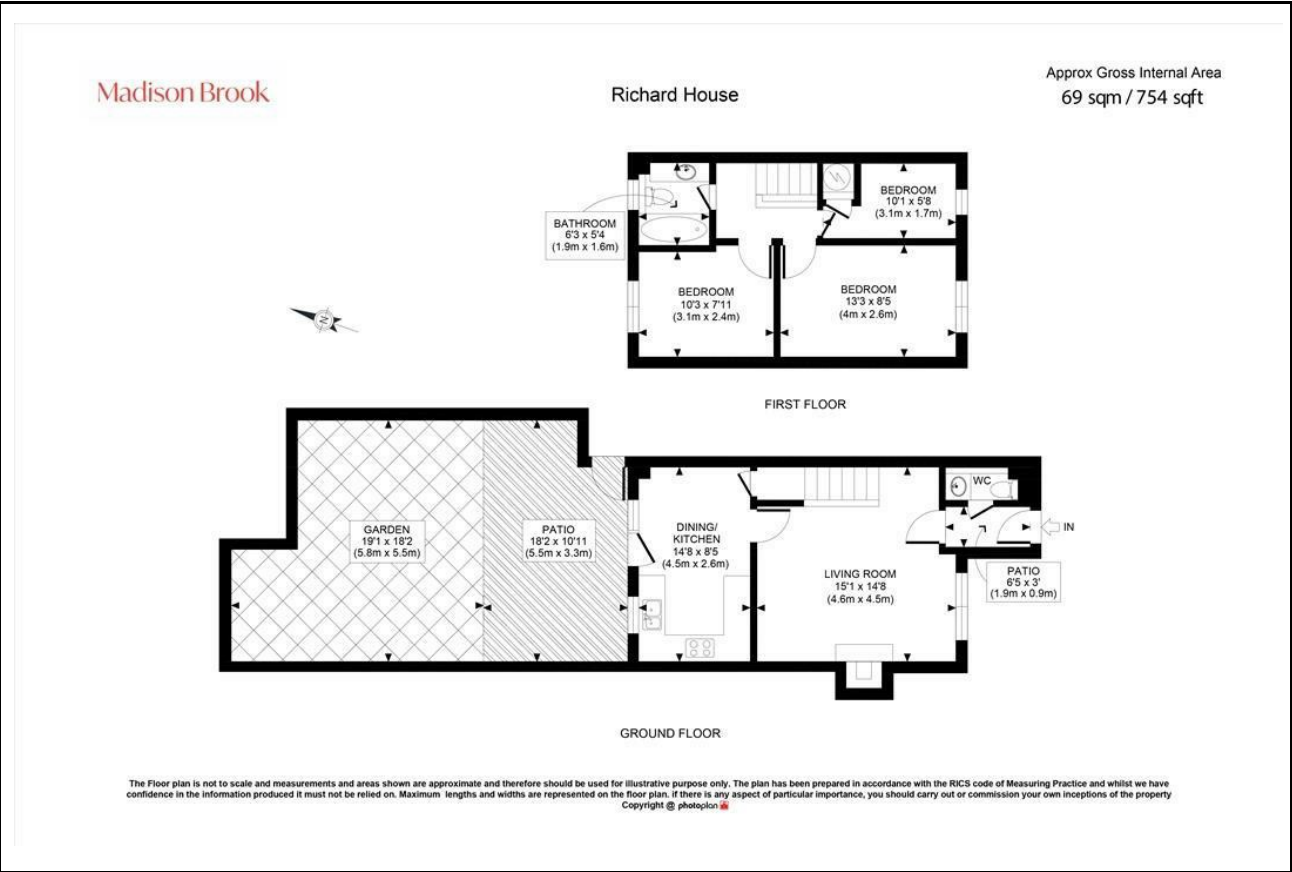 Madison Brook
Richard House
Approx Gross Internal Area
69 sqm / 754 sqft
BATHROOM
6'3 x 5'4
(1.9m x 1.6m)
BEDROOM
10'1 x 5'8
(3.1m x 1.7m)
BEDROOM
10'3 x 7'11
(3.1m x 2.4m)
BEDROOM
13'3 x 8'5
(4m x 2.6m)
N
FIRST FLOOR
GARDEN
19'1 x 18'2
(5.8m x 5.5m)
PATIO
18'2 x 10'11
(5.5m x 3.3m)
DINING/
KITCHEN
14'8 x 8'5
(4.5m x 2.6m)
LIVING ROOM
15'1 x 14'8
(4.6m x 4.5m)
WC
IN
PATIO
6'5 x 3'
(1.9m x 0.9m)
GROUND FLOOR
The Floor plan is not to scale and measurements and areas shown are approximate and therefore should be used for illustrative purpose only. The plan has been prepared in accordance with the RICS code of Measuring Practice and whilst we have
confidence in the information produced it must not be relied on. Maximum lengths and widths are represented on the floor plan. if there is any aspect of particular importance, you should carry out or commission your own inceptions of the property
Copyright @ photoplan